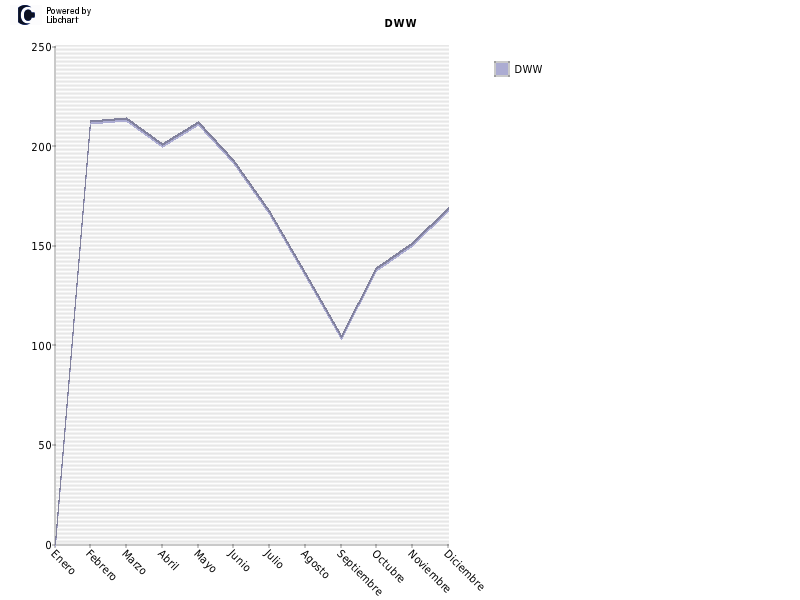 Powered by
Libchart
DWW
DWW
250
200
150
100
50
0
Enero
Febrero
Marzo
Abril
Mayo
Junio
Julio
Agosto
Septiembre
Octubre
Noviembre
Diciembre